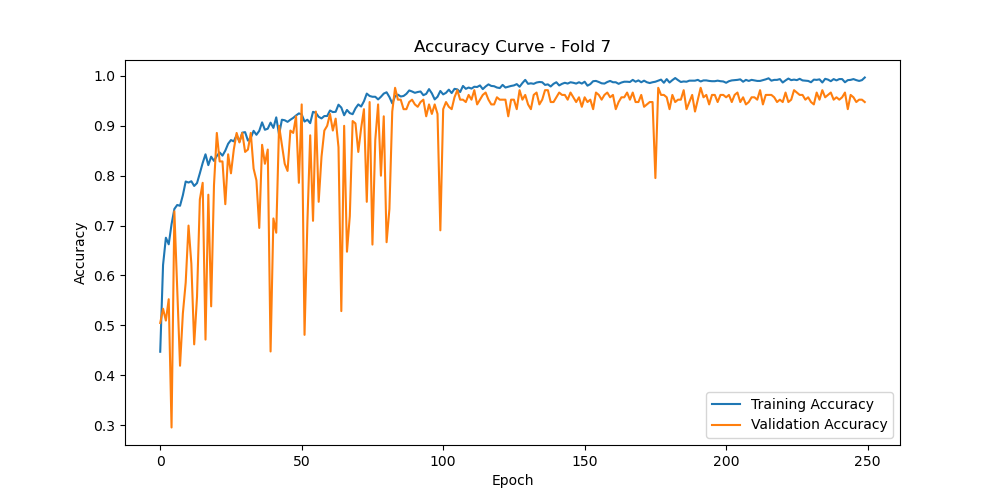 Accuracy Curve - Fold 7
1.0
0.9
0.8
0.7
0.6
0.5
0.4
0.3
Accuracy
0
50
100
150
200
250
Epoch
Training Accuracy
Validation Accuracy